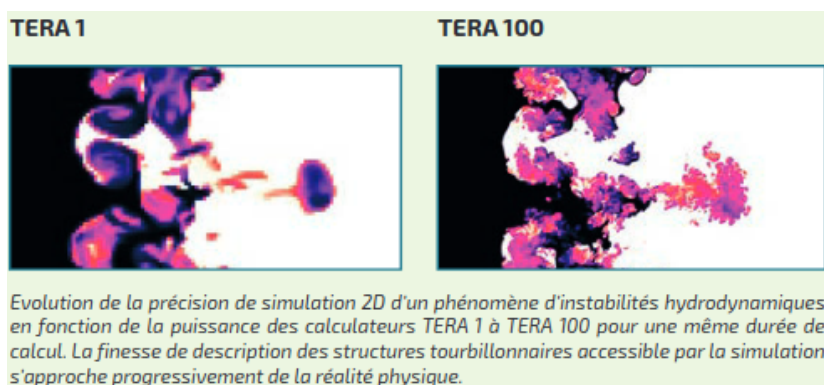 TERA 1
TERA 100
Evolution de la précision de simulation 2D d'un phénomène d'instabilités hydrodynamiques
en fonction de la puissance des calculateurs TERA 1 à TERA 100 pour une même durée de
calcul. La finesse de description des structures tourbillonnaires accessible par la simulation
s'approche progressivement de la réalité physique.